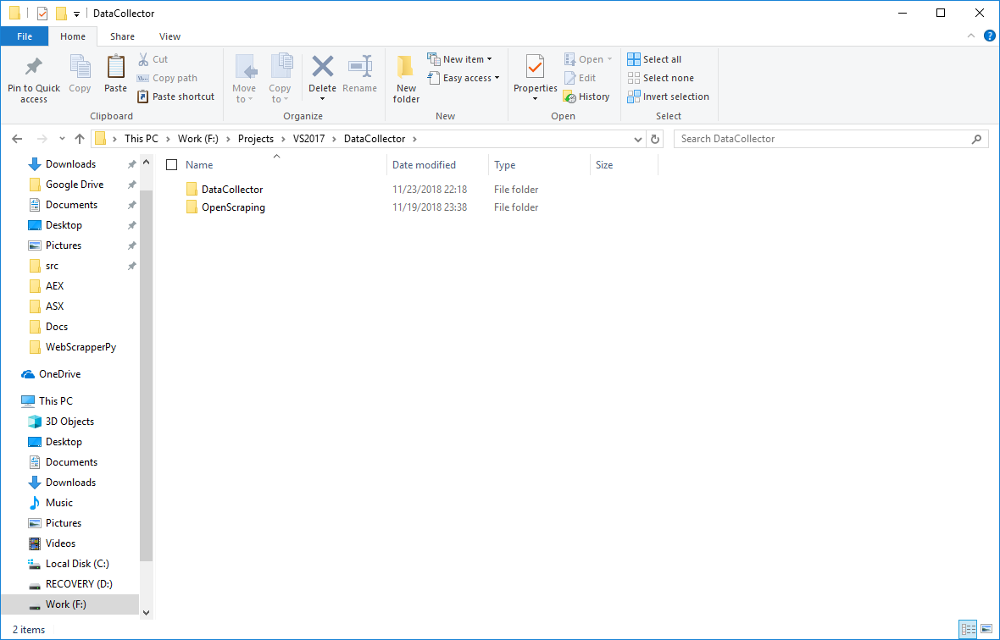 DataCollector
File Home Share View
Pin to Quick access
Copy
Paste
Cut
Copy path
Paste shortcut
Clipboard
Move to
Copy to
Delete
Rename
Organize
New folder
New item
Easy access
New
Properties
Open
Edit
History
Open
Select all
Select none
Invert selection
Select
This PC > Work (F:) > Projects > VS2017 > DataCollector >
Search DataCollector
Downloads
Google Drive
Documents
Desktop
Pictures
src
AEX
ASX
Docs
WebScrapperPy
OneDrive
This PC
3D Objects
Desktop
Documents
Downloads
Music
Pictures
Videos
Local Disk (C:)
RECOVERY (D:)
Work (F:)
Name Date modified Type Size
DataCollector 11/23/2018 22:18 File folder
OpenScraping 11/19/2018 23:38 File folder
2 items